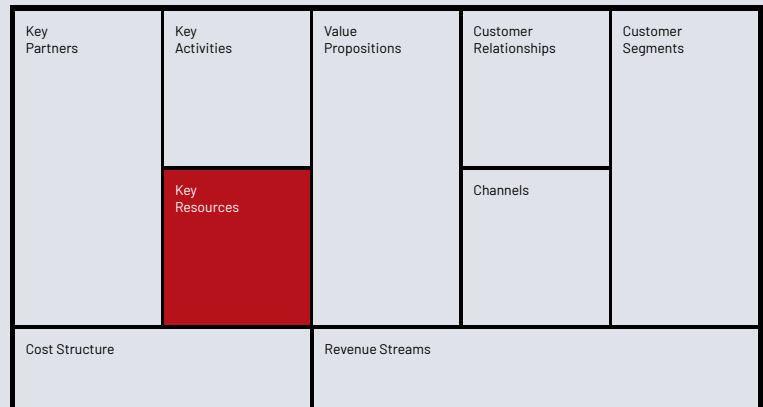 Key
Partners
Key
Activities
Value
Propositions
Customer
Relationships
Customer
Segments
Key
Resources
Channels
Cost Structure
Revenue Streams